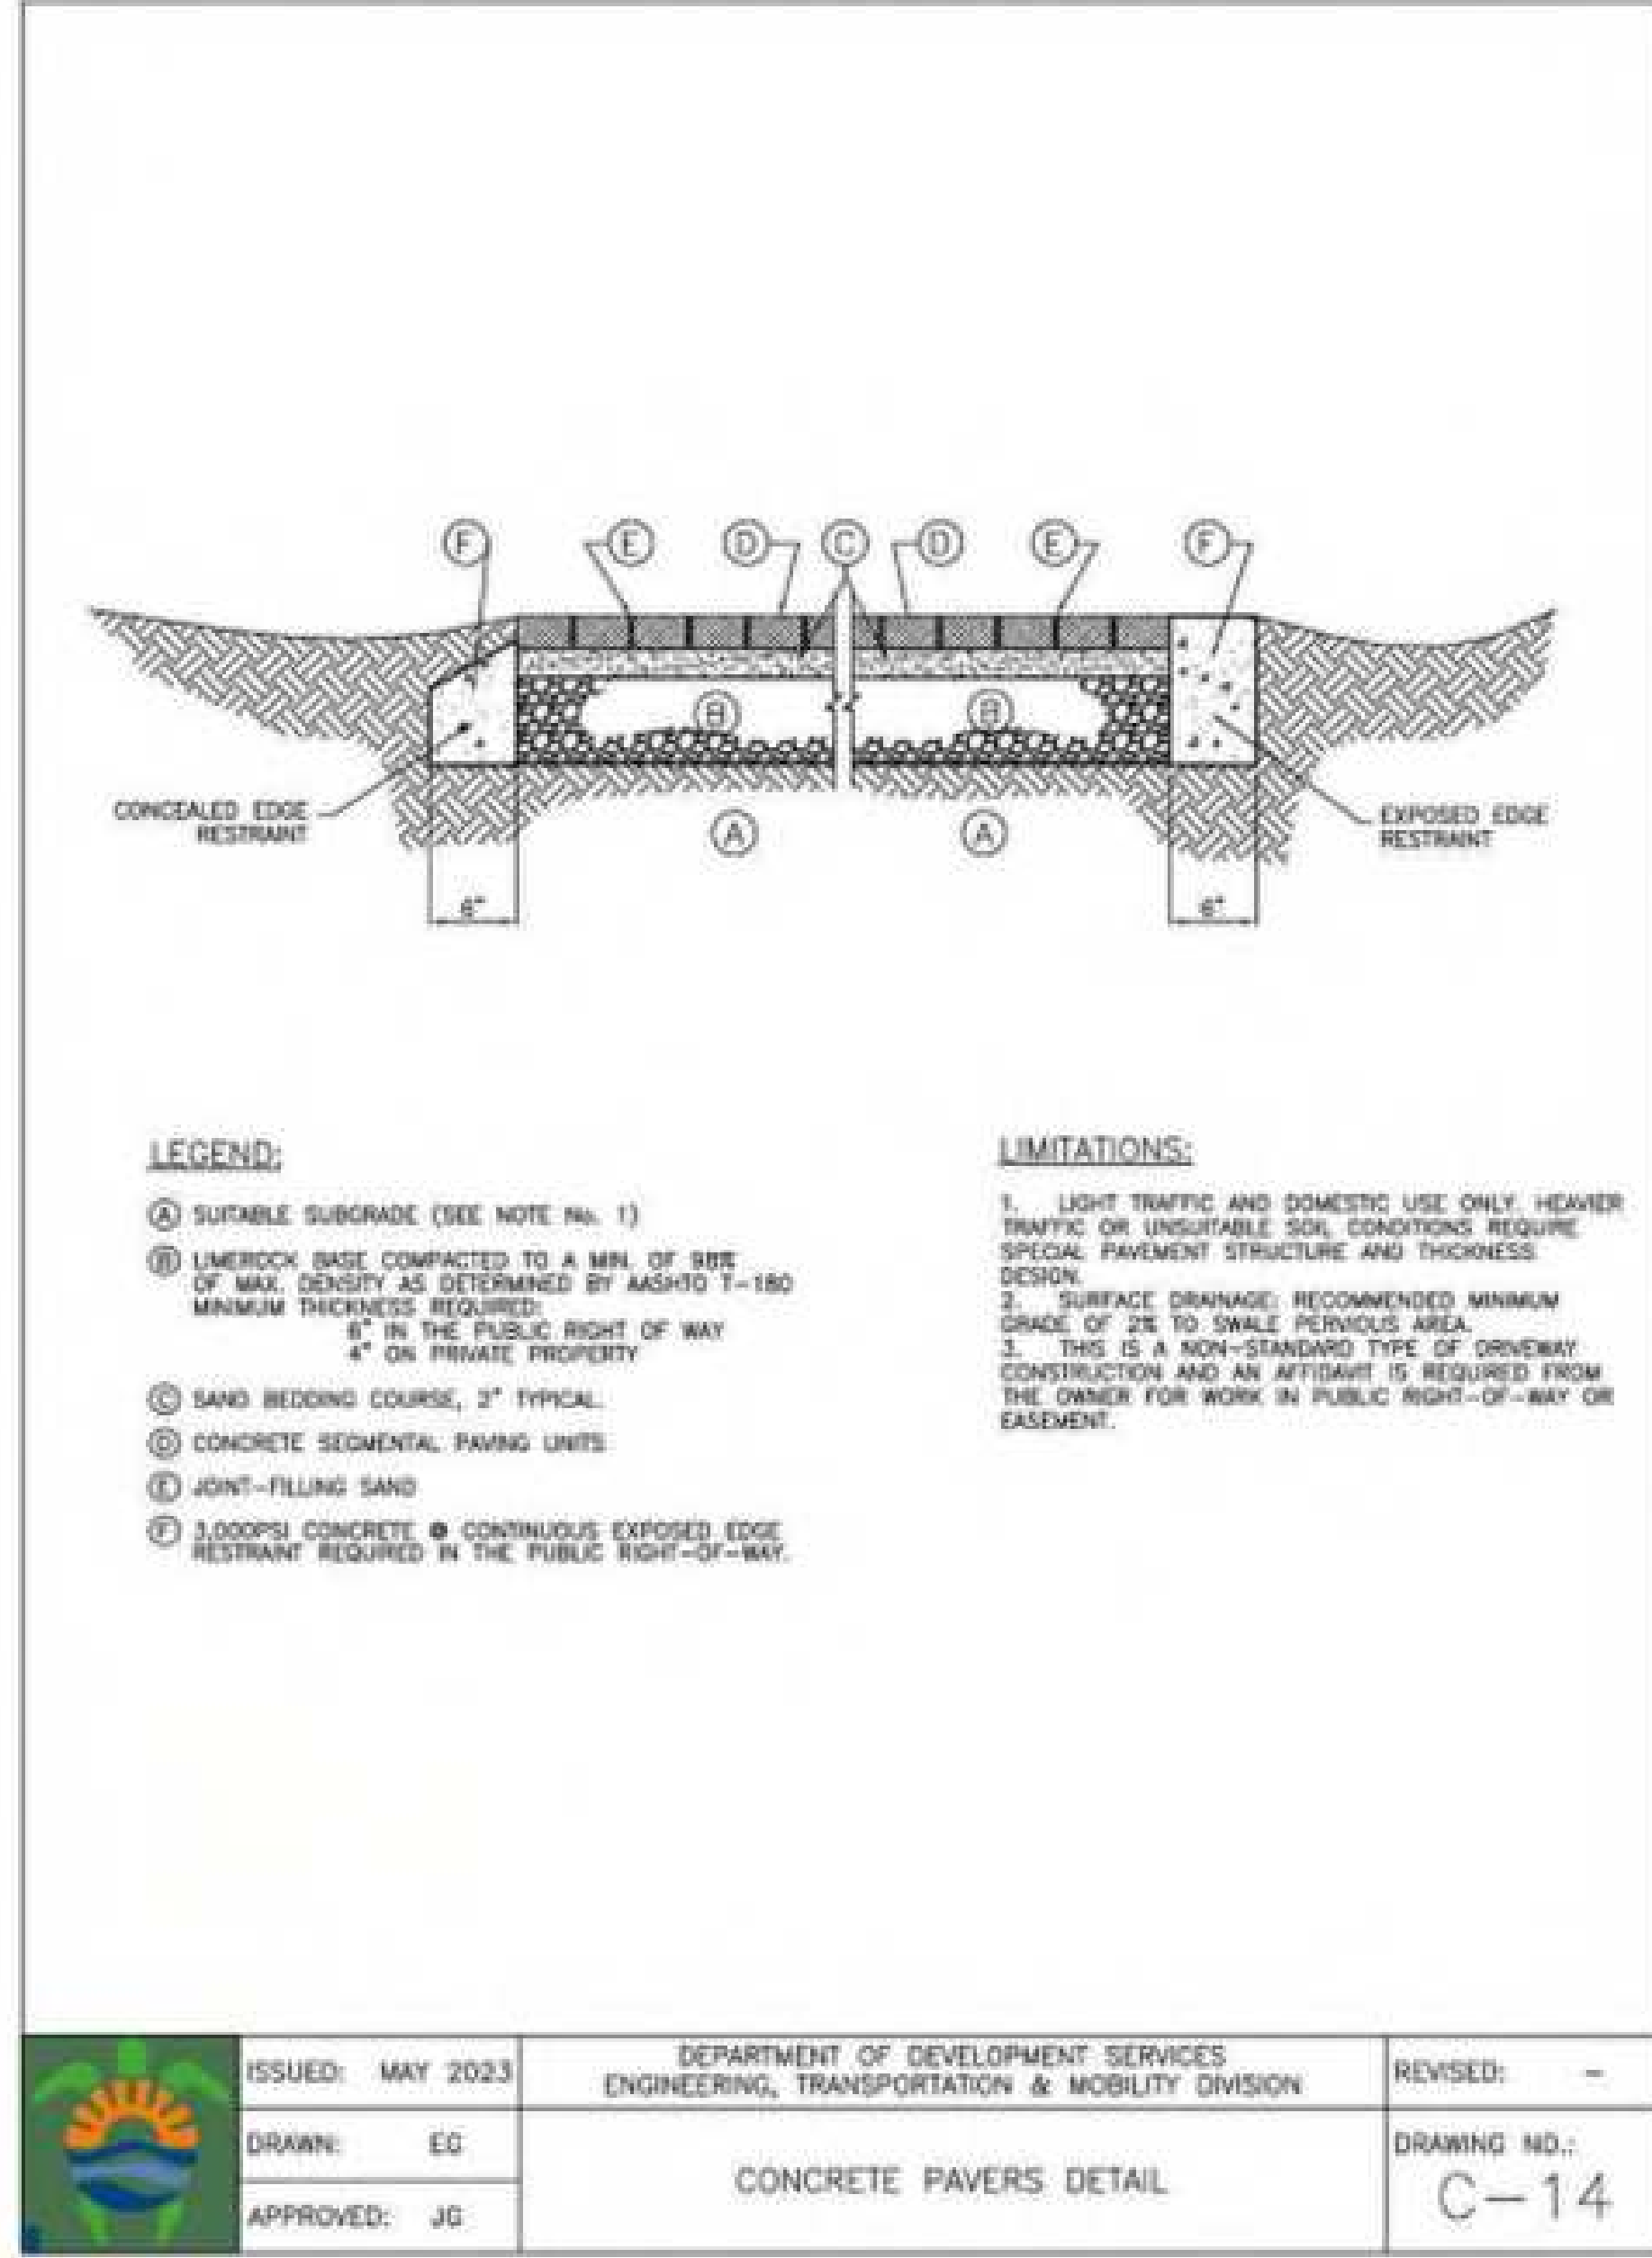 F E D C D E F
B B
CONCEALED EDGE
RESTRAINT
A A
EXPOSED EDGE
RESTRAINT
6" 6"
LEGEND:
A SUITABLE SUBGRADE (SEE NOTE No. 1)
B LIMEROCK BASE COMPACTED TO A MIN. OF 98%
OF MAX. DENSITY AS DETERMINED BY AASHTO T-180
MINIMUM THICKNESS REQUIRED:
6" IN THE PUBLIC RIGHT OF WAY
4" ON PRIVATE PROPERTY
C SAND BEDDING COURSE, 2" TYPICAL.
D CONCRETE SEGMENTAL PAVING UNITS
E JOINT-FILLING SAND
F 3,000PSI CONCRETE @ CONTINUOUS EXPOSED EDGE
RESTRAINT REQUIRED IN THE PUBLIC RIGHT-OF-WAY.
LIMITATIONS:
1. LIGHT TRAFFIC AND DOMESTIC USE ONLY. HEAVIER
TRAFFIC OR UNSUITABLE SOIL CONDITIONS REQUIRE
SPECIAL PAVEMENT STRUCTURE AND THICKNESS
DESIGN.
2. SURFACE DRAINAGE: RECOMMENDED MINIMUM
GRADE OF 2% TO SWALE PERVIOUS AREA.
3. THIS IS A NON-STANDARD TYPE OF DRIVEWAY
CONSTRUCTION AND AN AFFIDAVIT IS REQUIRED FROM
THE OWNER FOR WORK IN PUBLIC RIGHT-OF-WAY OR
EASEMENT.
ISSUED: MAY 2023
DRAWN: EG
APPROVED: JG
DEPARTMENT OF DEVELOPMENT SERVICES
ENGINEERING, TRANSPORTATION & MOBILITY DIVISION
CONCRETE PAVERS DETAIL
REVISED: -
DRAWING NO.:
C-14